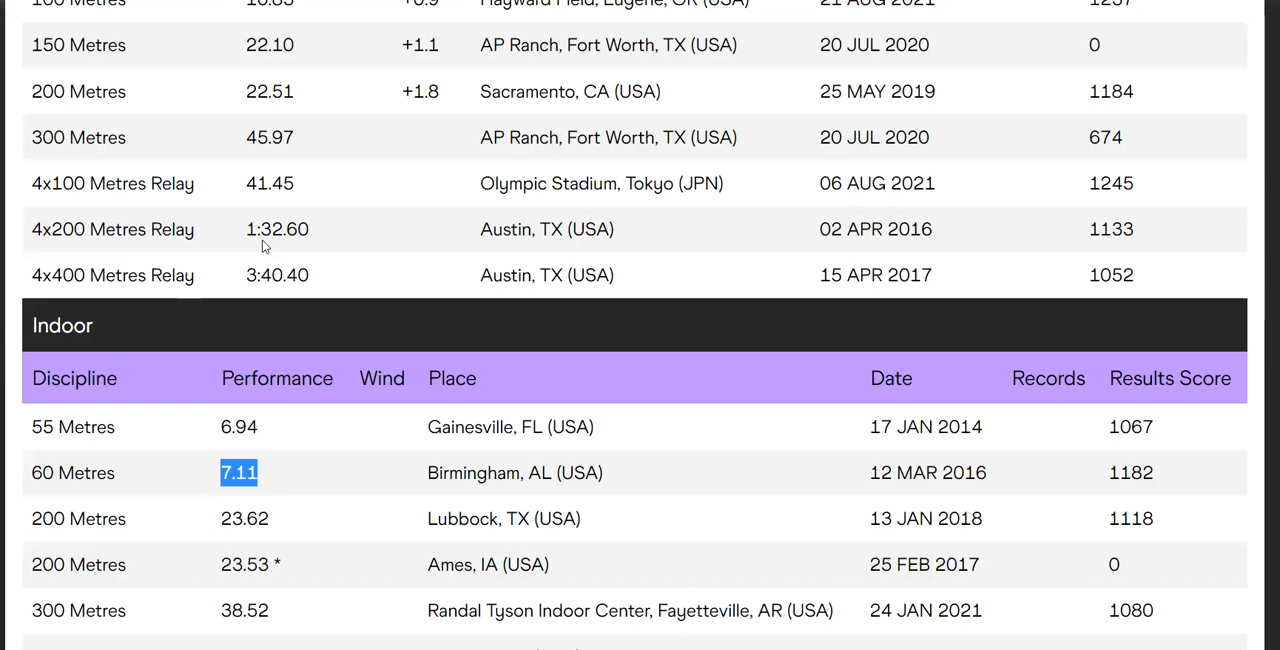 100 Metres 10.83 +0.9 Hayward Field, Eugene, OR (USA) 21 AUG 2021 1237
150 Metres 22.10 +1.1 AP Ranch, Fort Worth, TX (USA) 20 JUL 2020 0
200 Metres 22.51 +1.8 Sacramento, CA (USA) 25 MAY 2019 1184
300 Metres 45.97 AP Ranch, Fort Worth, TX (USA) 20 JUL 2020 674
4x100 Metres Relay 41.45 Olympic Stadium, Tokyo (JPN) 06 AUG 2021 1245
4x200 Metres Relay 1:32.60 Austin, TX (USA) 02 APR 2016 1133
4x400 Metres Relay 3:40.40 Austin, TX (USA) 15 APR 2017 1052
Indoor
Discipline Performance Wind Place Date Records Results Score
55 Metres 6.94 Gainesville, FL (USA) 17 JAN 2014 1067
60 Metres 7.11 Birmingham, AL (USA) 12 MAR 2016 1182
200 Metres 23.62 Lubbock, TX (USA) 13 JAN 2018 1118
200 Metres 23.53 * Ames, IA (USA) 25 FEB 2017 0
300 Metres 38.52 Randal Tyson Indoor Center, Fayetteville, AR (USA) 24 JAN 2021 1080